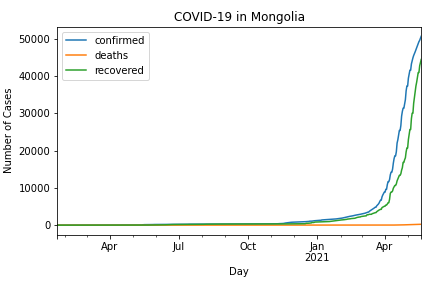 COVID-19 in Mongolia
confirmed
deaths
recovered
Number of Cases
50000
40000
30000
20000
10000
0
Apr
Jul
Oct
Jan
2021
Apr
Day